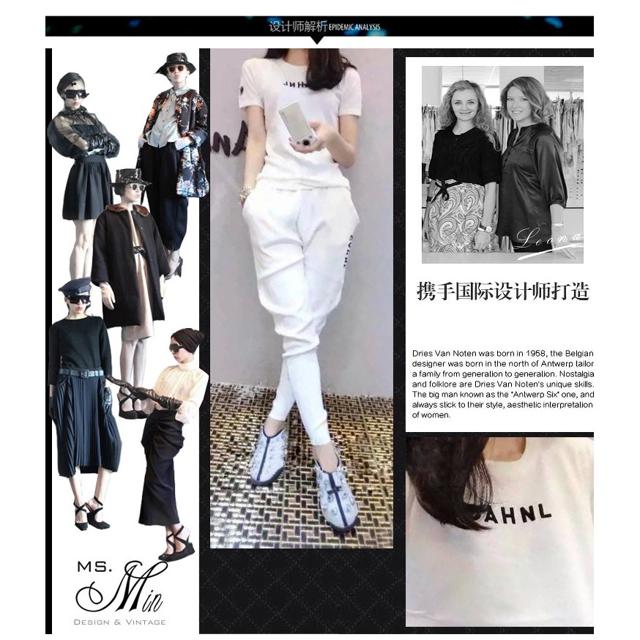 设计师解析 EPIDEMIC ANALYSIS
Leona
携手国际设计师打造
Dries Van Noten was born in 1958, the Belgian
designer was born in the north of Antwerp tailor
a family from generation to generation. Nostalgia
and folklore are Dries Van Noten's unique skills.
The big man known as the "Antwerp Six" one, and
always stick to their style, aesthetic interpretation
of women.
AHNL
MS.
Min
DESIGN & VINTAGE